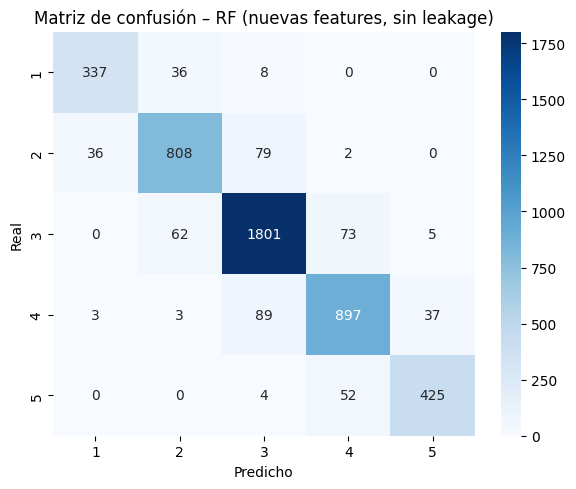 Matriz de confusión – RF (nuevas features, sin leakage)
1750
1 337 36 8 0 0
1500
2 36 808 79 2 0
1250
1000
Real
3 0 62 1801 73 5
750
4 3 3 89 897 37
500
250
5 0 0 4 52 425
0
1 2 3 4 5
Predicho